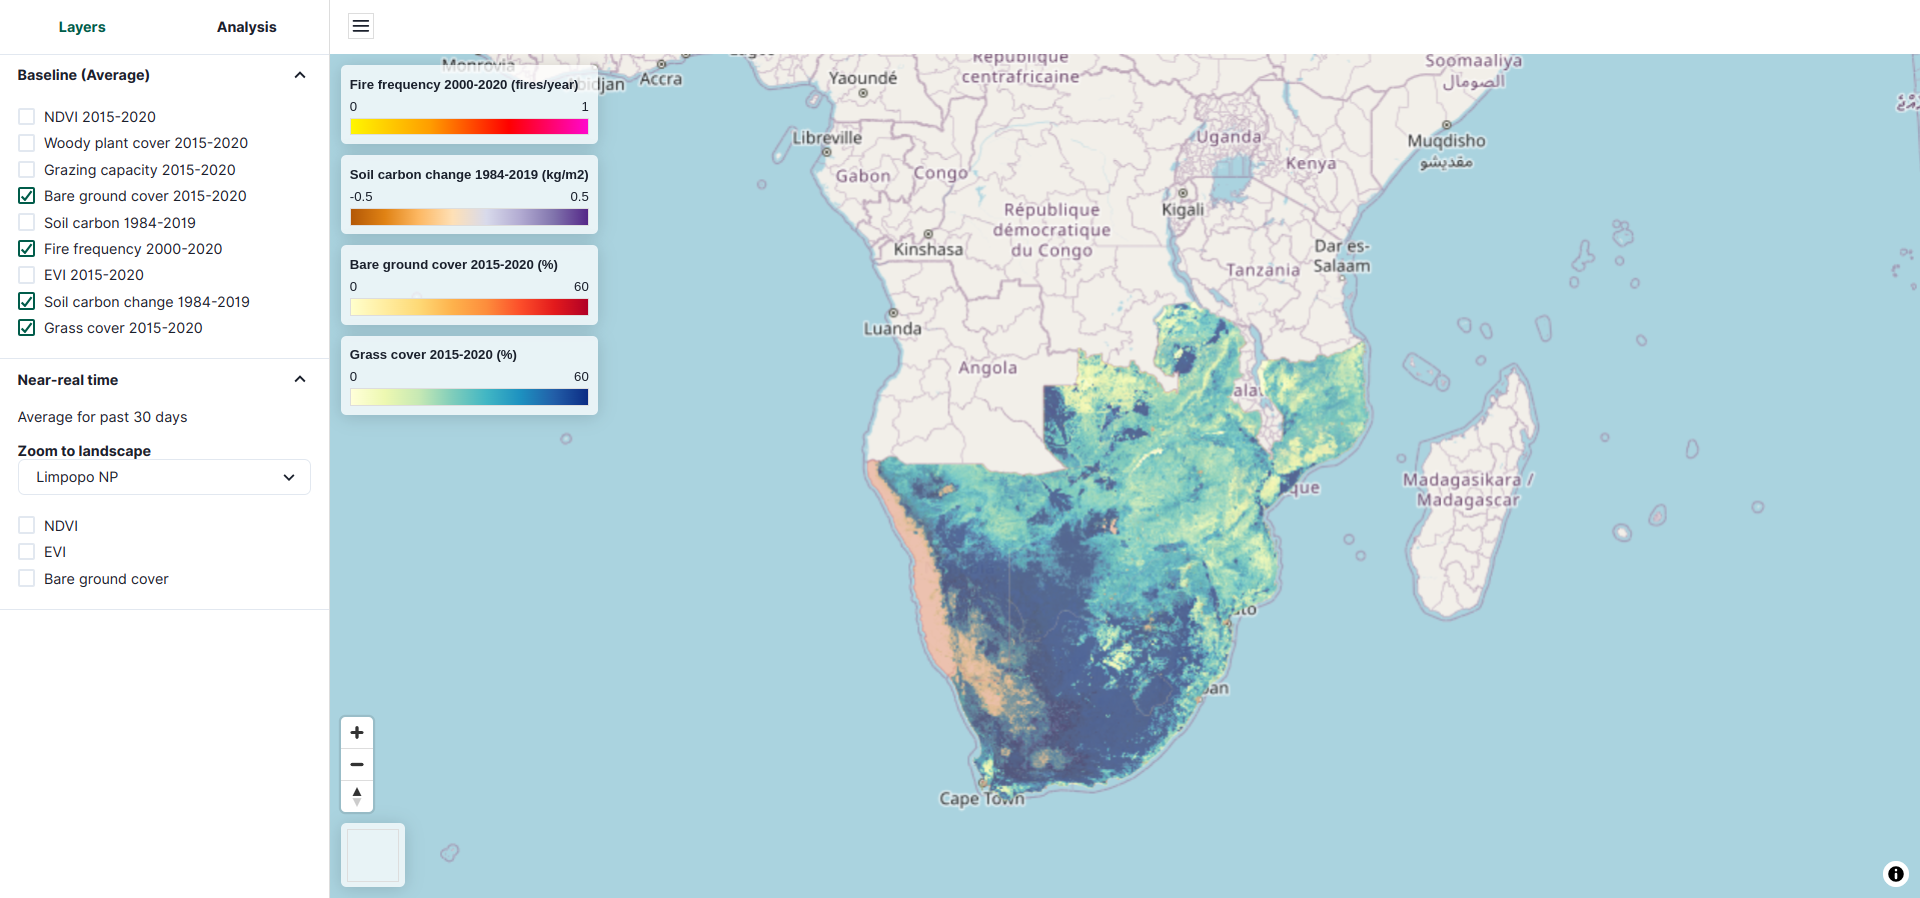 Layers
Analysis
Baseline (Average)
NDVI 2015-2020
Woody plant cover 2015-2020
Grazing capacity 2015-2020
Bare ground cover 2015-2020
Soil carbon 1984-2019
Fire frequency 2000-2020
EVI 2015-2020
Soil carbon change 1984-2019
Grass cover 2015-2020
Near-real time
Average for past 30 days
Zoom to landscape
Limpopo NP
NDVI
EVI
Bare ground cover
Fire frequency 2000-2020 (fires/year)
0 1
Soil carbon change 1984-2019 (kg/m2)
-0.5 0.5
Bare ground cover 2015-2020 (%)
0 60
Grass cover 2015-2020 (%)
0 60
Monrovia
djan
Accra
Yaoundé
République
centrafricaine
Soomaaliya
الصومال
Libreville
Uganda
Muqdisho
مقديشو
Kenya
Gabon
Congo
Kigali
République
démocratique
du Congo
Kinshasa
Dar es-
Salaam
Tanzania
Luanda
Angola
ala
que
Madagasikara /
Madagascar
to
ban
Cape Town